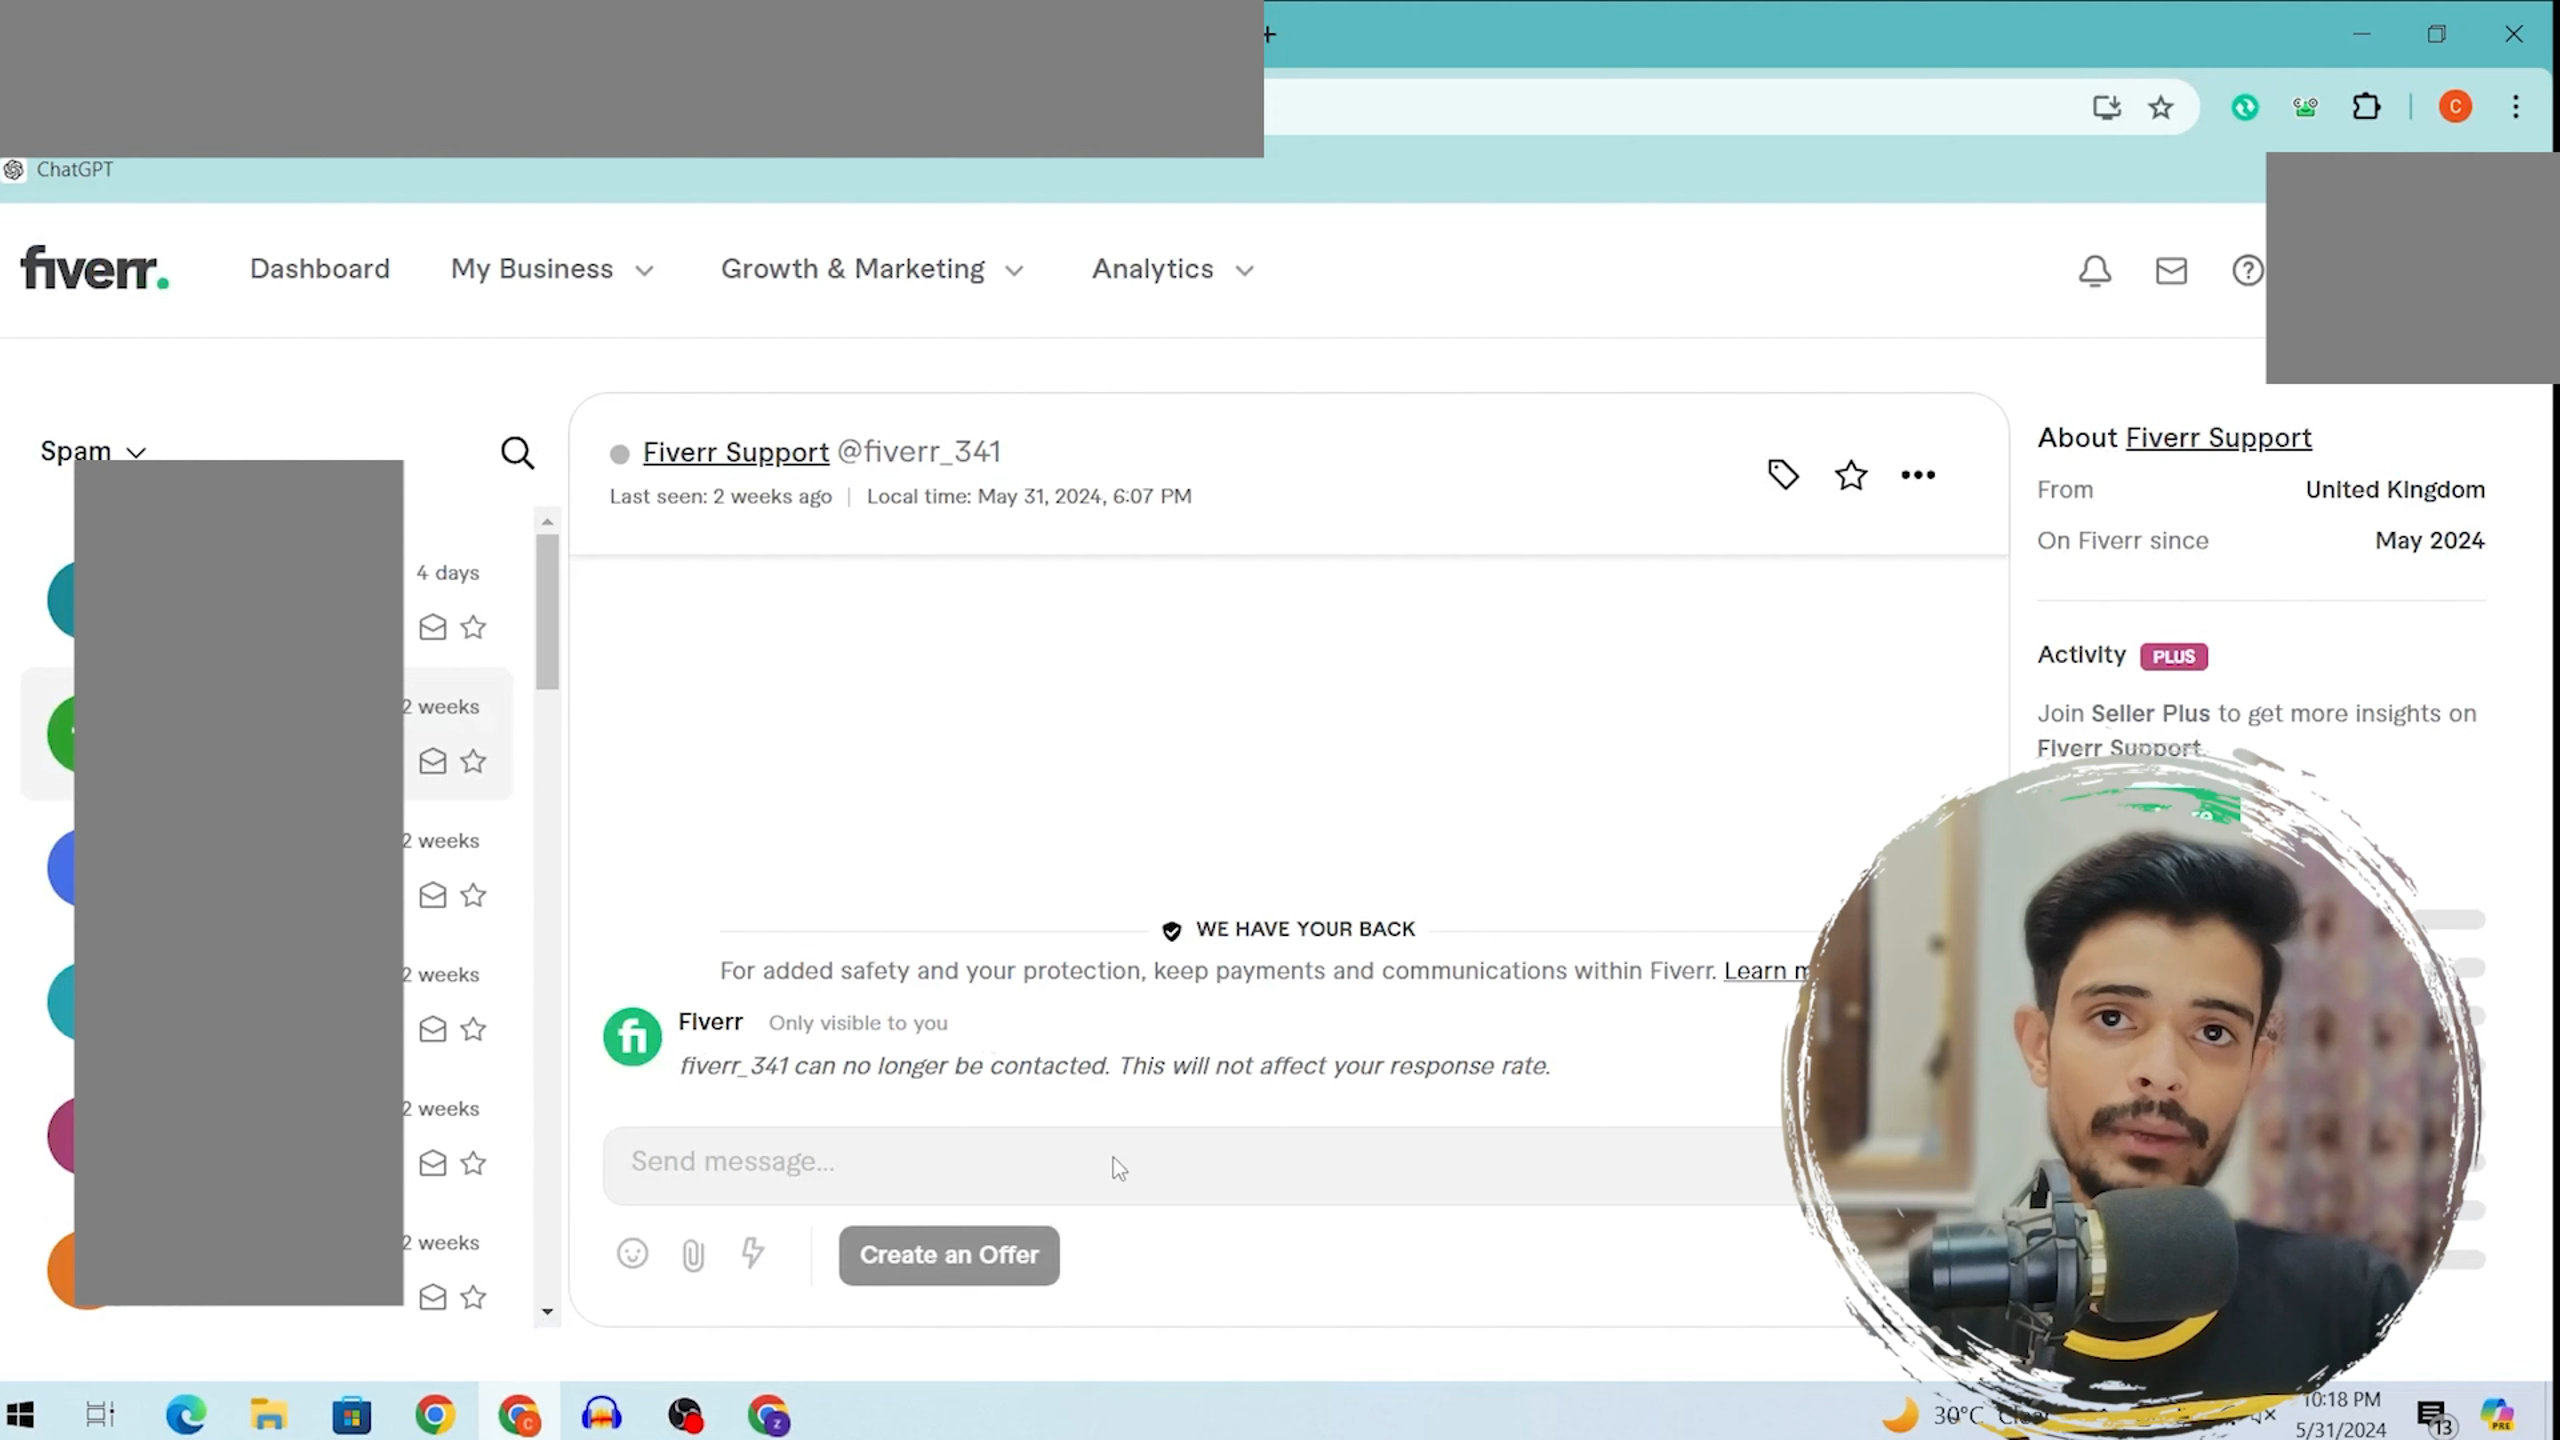 ChatGPT
fiverr.
Dashboard
My Business
Growth & Marketing
Analytics
Spam
4 days
2 weeks
2 weeks
2 weeks
2 weeks
2 weeks
Fiverr Support @fiverr_341
Last seen: 2 weeks ago | Local time: May 31, 2024, 6:07 PM
WE HAVE YOUR BACK
For added safety and your protection, keep payments and communications within Fiverr. Learn
Fiverr Only visible to you
fiverr_341 can no longer be contacted. This will not affect your response rate.
Send message...
Create an Offer
About Fiverr Support
From United Kingdom
On Fiverr since May 2024
Activity PLUS
Join Seller Plus to get more insights on
Fiverr Support.
30°C Clear
10:18 PM
5/31/2024
13
PRE
C
C
z
fi